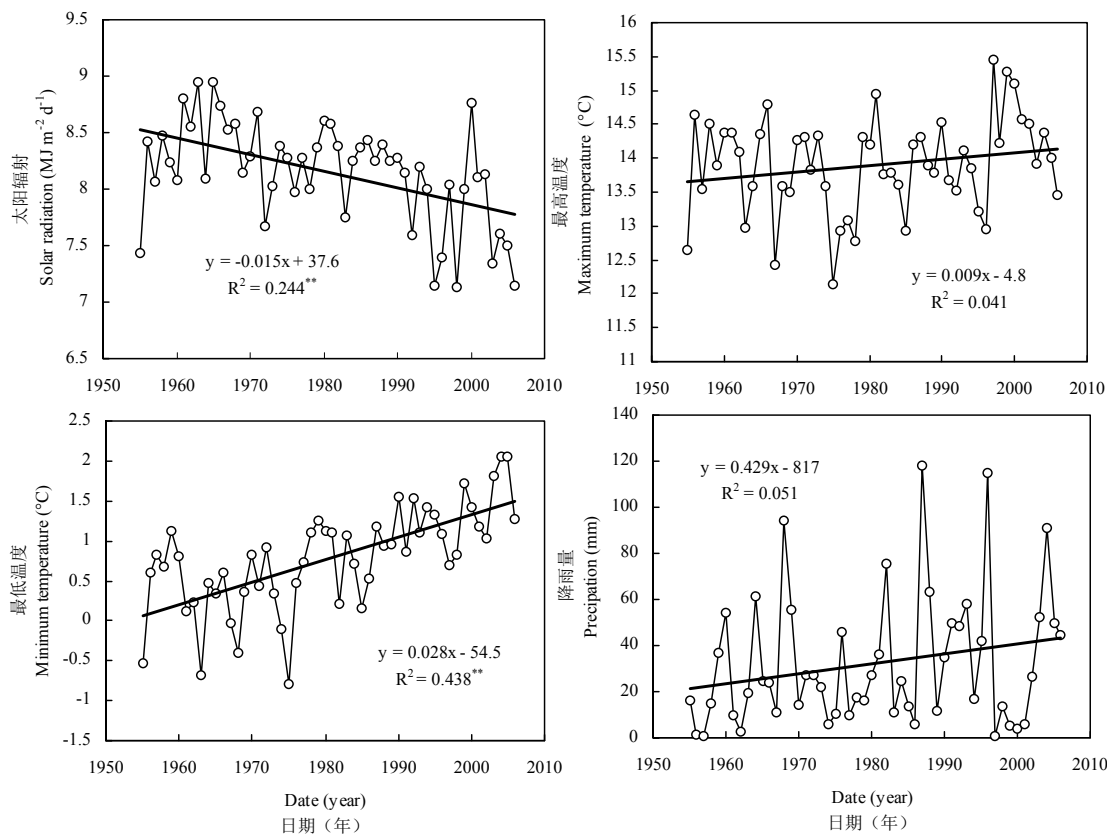 太阳辐射
Solar radiation (MJ m⁻² d⁻¹)
9.5
9
8.5
8
7.5
7
6.5
y = -0.015x + 37.6
R² = 0.244**
1950 1960 1970 1980 1990 2000 2010
最高温度
Maximum temperature (°C)
16
15.5
15
14.5
14
13.5
13
12.5
12
11.5
11
y = 0.009x - 4.8
R² = 0.041
1950 1960 1970 1980 1990 2000 2010
最低温度
Minimum temperature (°C)
2.5
2
1.5
1
0.5
0
-0.5
-1
-1.5
y = 0.028x - 54.5
R² = 0.438**
1950 1960 1970 1980 1990 2000 2010
Date (year)
日期（年）
降雨量
Precipation (mm)
140
120
100
80
60
40
20
0
y = 0.429x - 817
R² = 0.051
1950 1960 1970 1980 1990 2000 2010
Date (year)
日期（年）